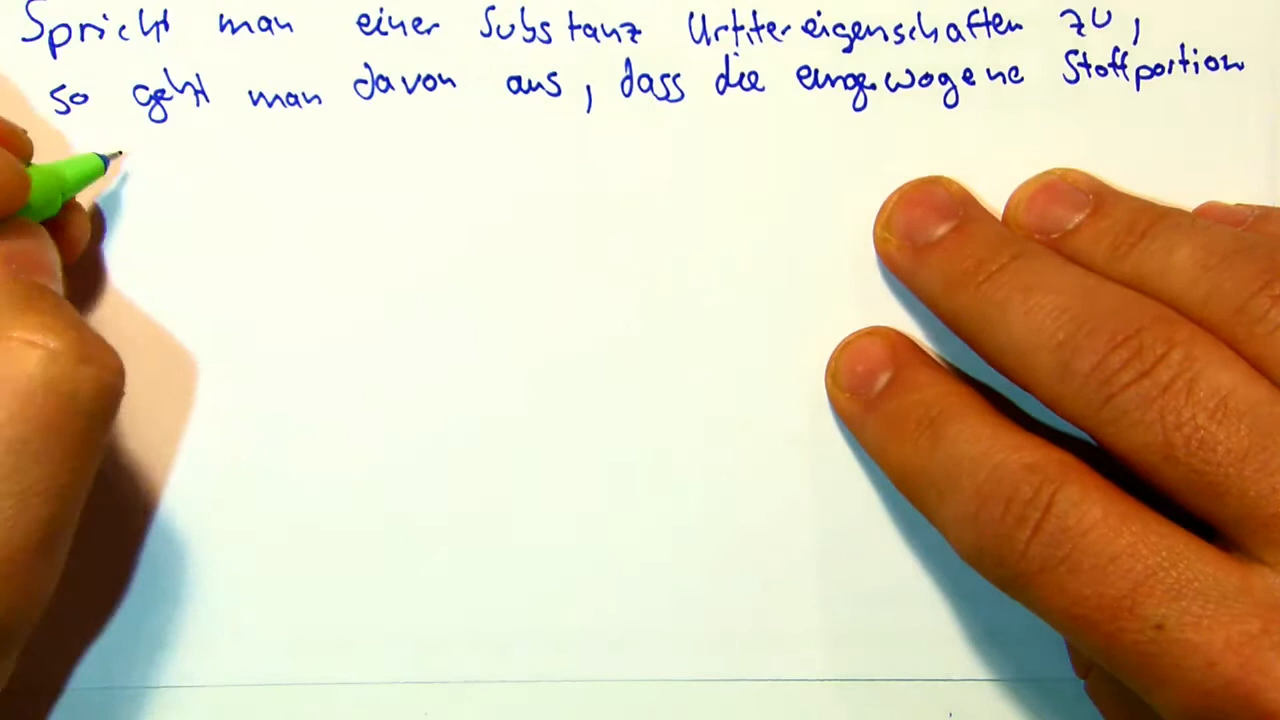 Spricht man einer Substanz Urtitereigenschaften zu,
so geht man davon aus, dass die eingewogene Stoffportion